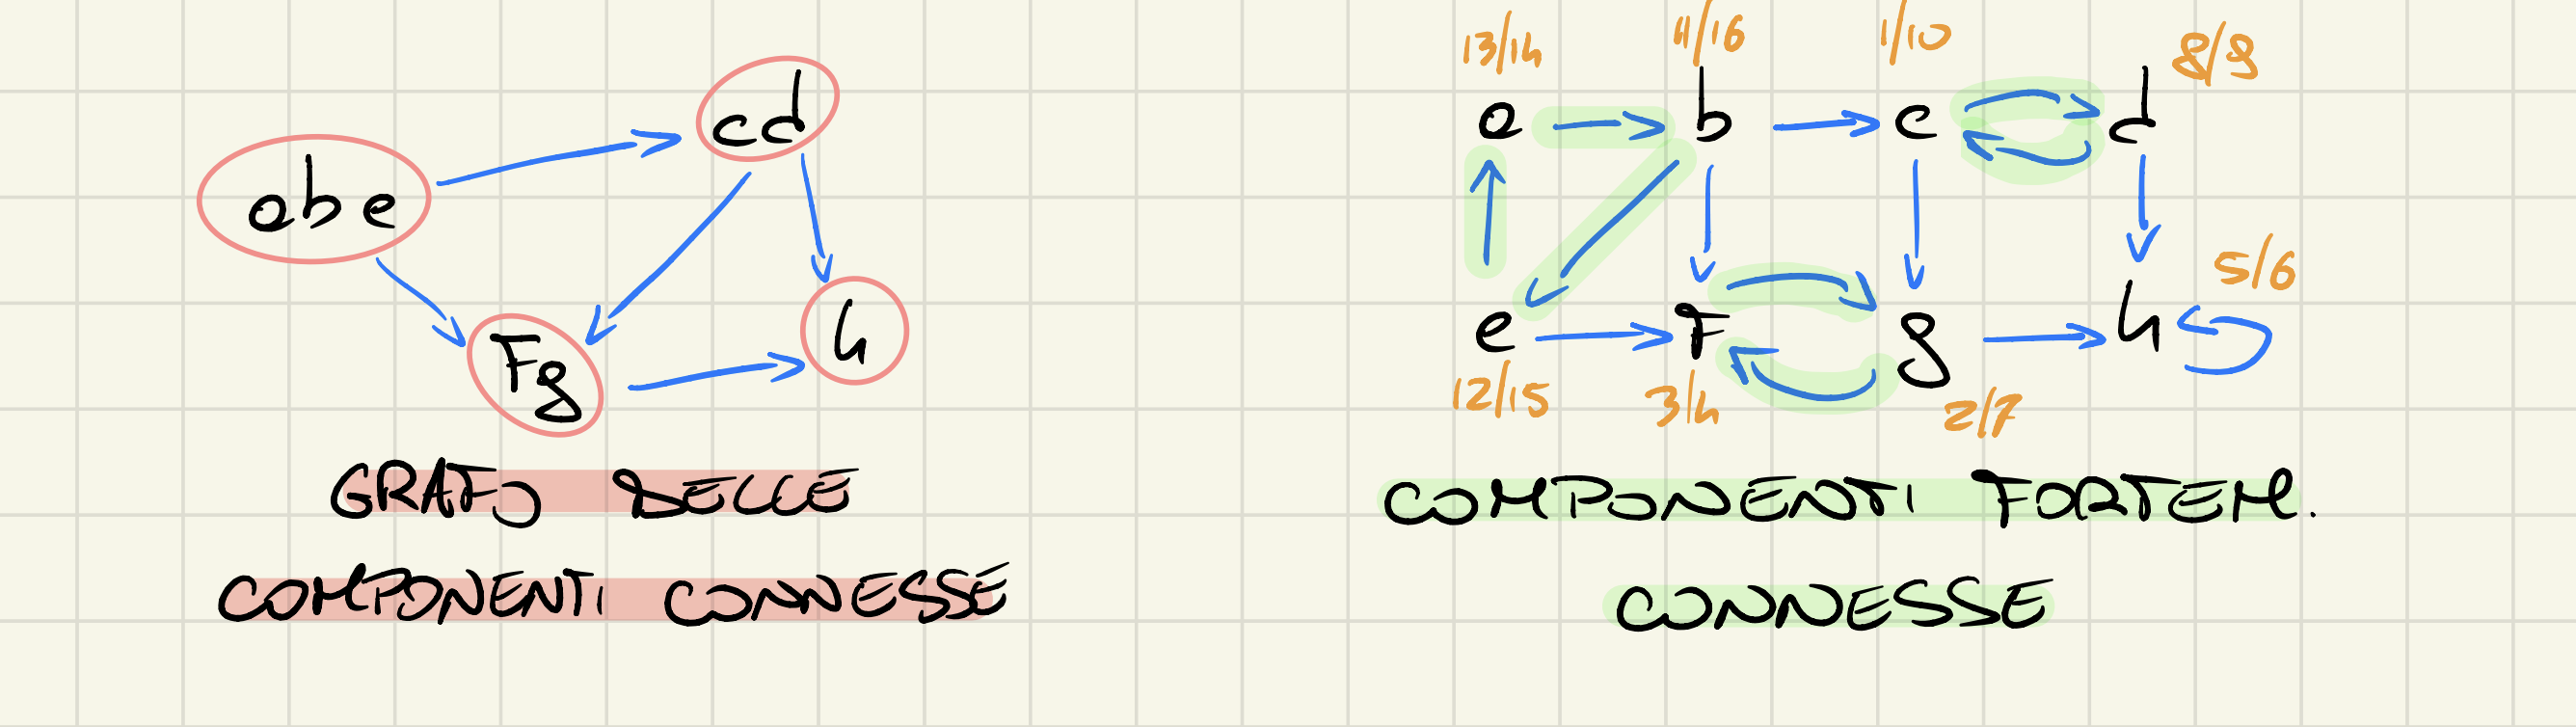 13/14 11/16 1/10 8/9
cd
a b c d
abe
5/6
Fg h
e F g h
12/15 3/4 2/7
GRAFO DELLE
COMPONENTI CONNESSE
COMPONENTI FORTEM.
CONNESSE